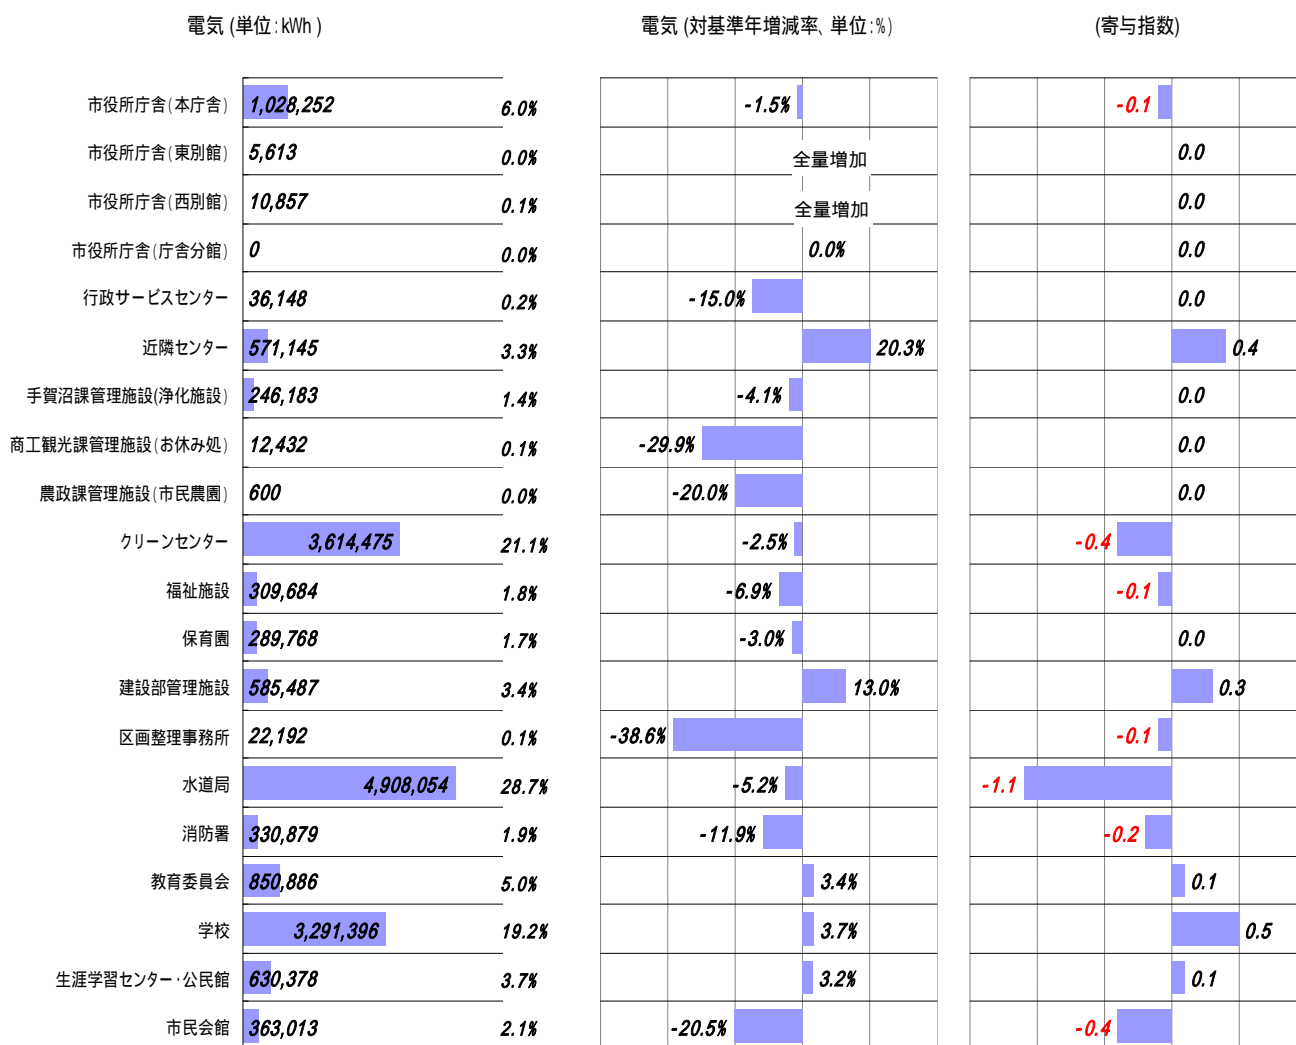 電気 (単位:kWh) 電気 (対基準年増減率、単位:%) (寄与指数)
市役所庁舎(本庁舎) 1,028,252 6.0% -1.5% -0.1
市役所庁舎(東別館) 5,613 0.0% 全量増加 0.0
市役所庁舎(西別館) 10,857 0.1% 全量増加 0.0
市役所庁舎(庁舎分館) 0 0.0% 0.0% 0.0
行政サービスセンター 36,148 0.2% -15.0% 0.0
近隣センター 571,145 3.3% 20.3% 0.4
手賀沼課管理施設(浄化施設) 246,183 1.4% -4.1% 0.0
商工観光課管理施設(お休み処) 12,432 0.1% -29.9% 0.0
農政課管理施設(市民農園) 600 0.0% -20.0% 0.0
クリーンセンター 3,614,475 21.1% -2.5% -0.4
福祉施設 309,684 1.8% -6.9% -0.1
保育園 289,768 1.7% -3.0% 0.0
建設部管理施設 585,487 3.4% 13.0% 0.3
区画整理事務所 22,192 0.1% -38.6% -0.1
水道局 4,908,054 28.7% -5.2% -1.1
消防署 330,879 1.9% -11.9% -0.2
教育委員会 850,886 5.0% 3.4% 0.1
学校 3,291,396 19.2% 3.7% 0.5
生涯学習センター・公民館 630,378 3.7% 3.2% 0.1
市民会館 363,013 2.1% -20.5% -0.4